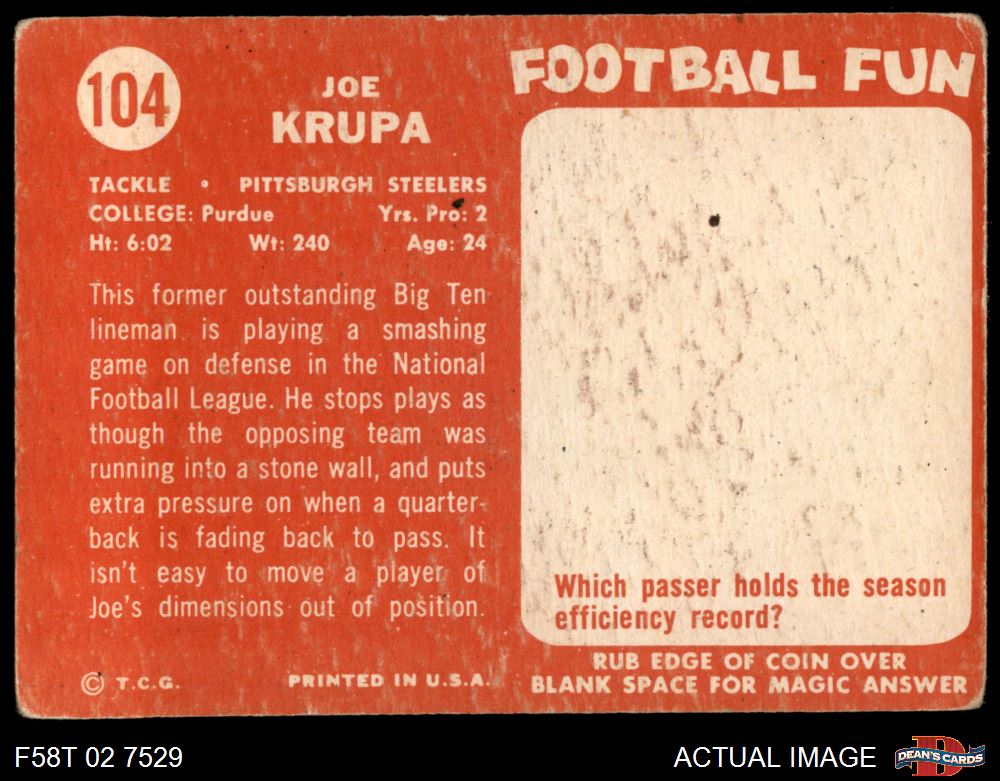 104
JOE
KRUPA
TACKLE • PITTSBURGH STEELERS
COLLEGE: Purdue Yrs. Pro: 2
Ht: 6:02 Wt: 240 Age: 24
This former outstanding Big Ten
lineman is playing a smashing
game on defense in the National
Football League. He stops plays as
though the opposing team was
running into a stone wall, and puts
extra pressure on when a quarter-
back is fading back to pass. It
isn't easy to move a player of
Joe's dimensions out of position.
© T.C.G. PRINTED IN U.S.A.
FOOTBALL FUN
Which passer holds the season
efficiency record?
RUB EDGE OF COIN OVER
BLANK SPACE FOR MAGIC ANSWER
F58T 02 7529
ACTUAL IMAGE
D
DEAN'S CARDS